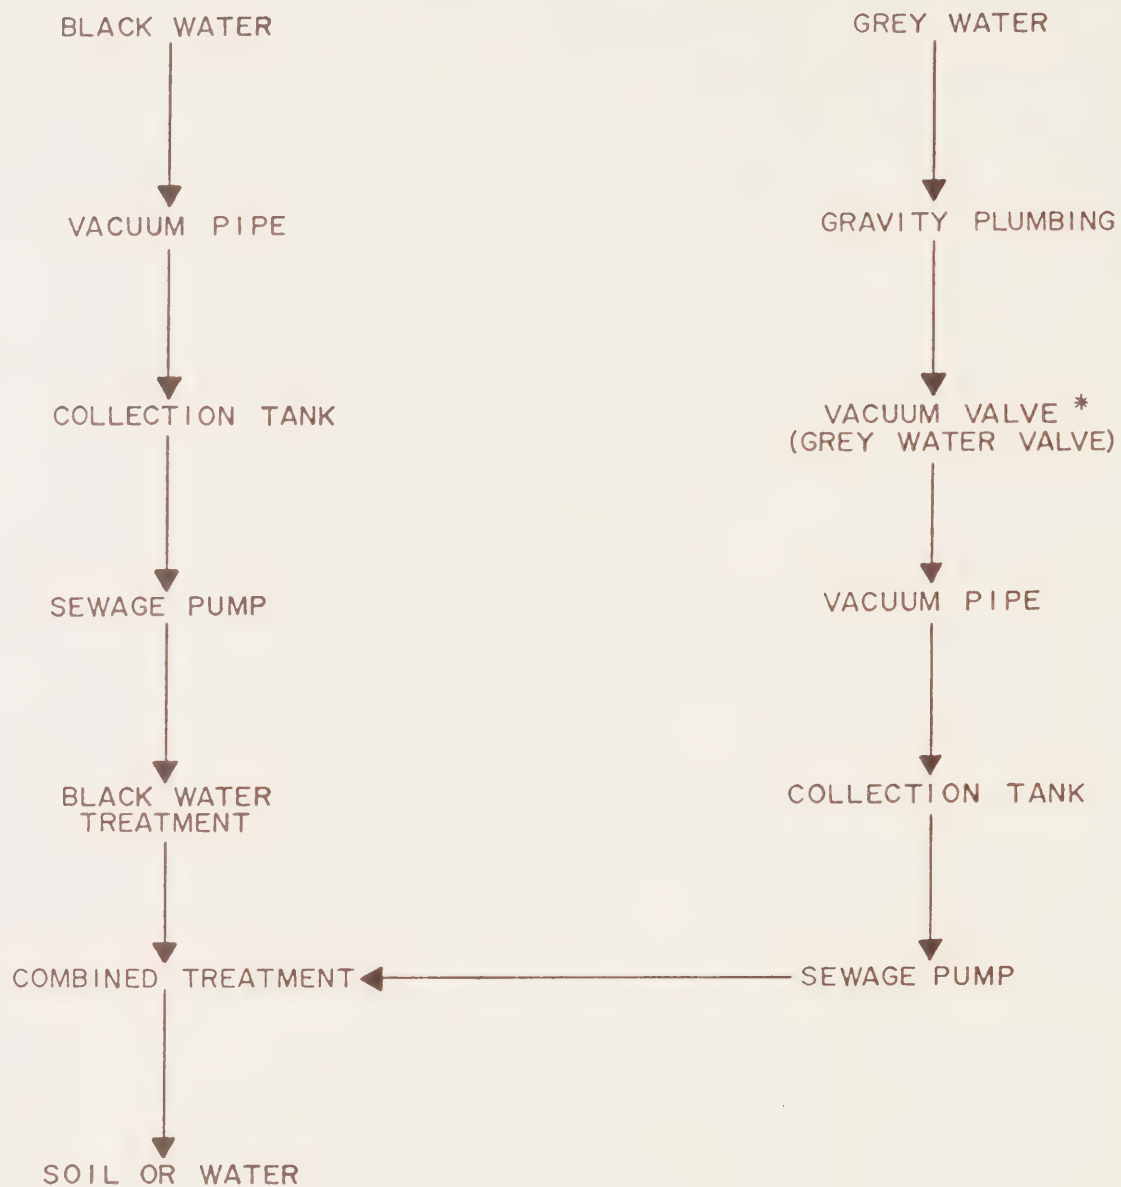 BLACK WATER
VACUUM PIPE
COLLECTION TANK
SEWAGE PUMP
BLACK WATER
TREATMENT
COMBINED TREATMENT
SOIL OR WATER
GREY WATER
GRAVITY PLUMBING
VACUUM VALVE *
(GREY WATER VALVE)
VACUUM PIPE
COLLECTION TANK
SEWAGE PUMP